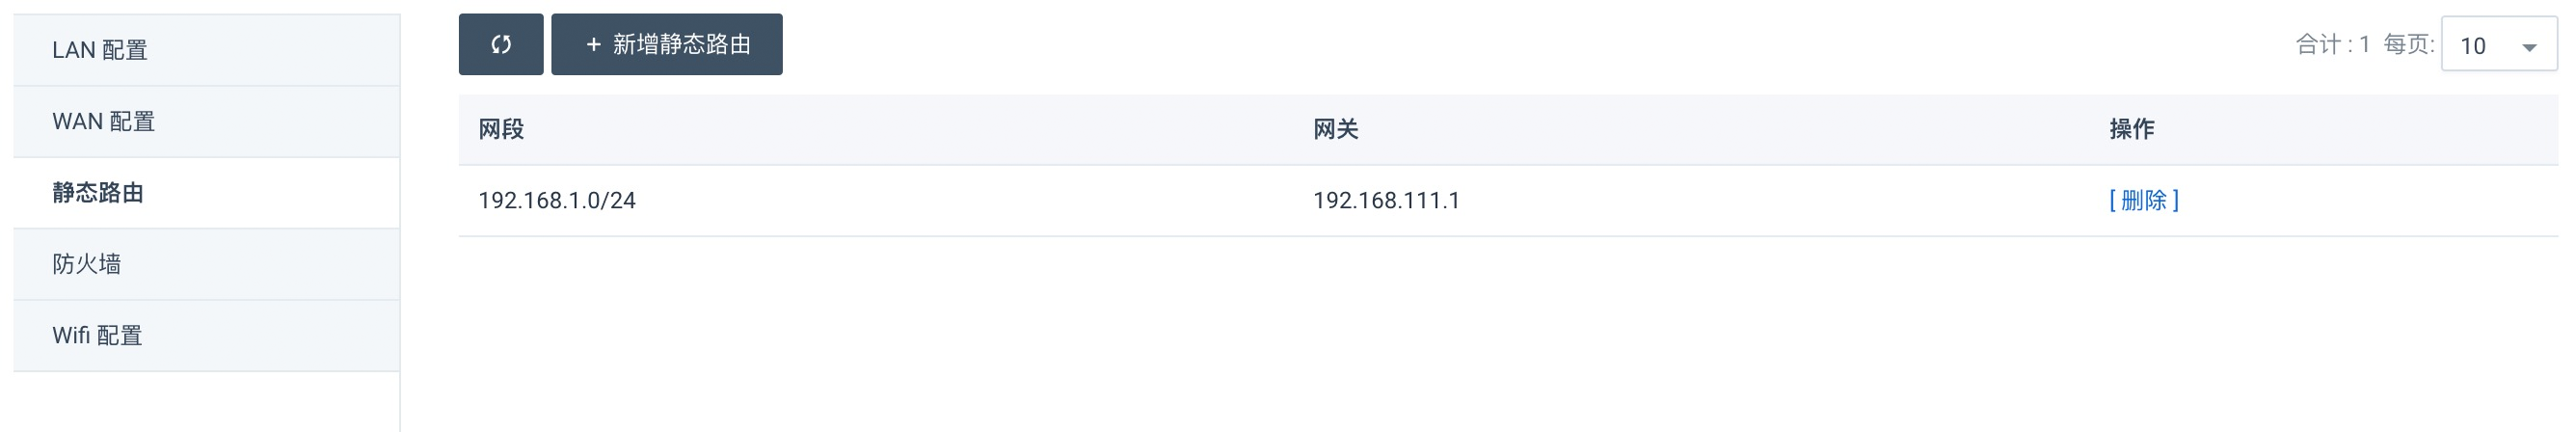 LAN 配置
WAN 配置
静态路由
防火墙
Wifi 配置
+ 新增静态路由
合计 : 1 每页: 10
网段 网关 操作
192.168.1.0/24 192.168.111.1 [ 删除 ]